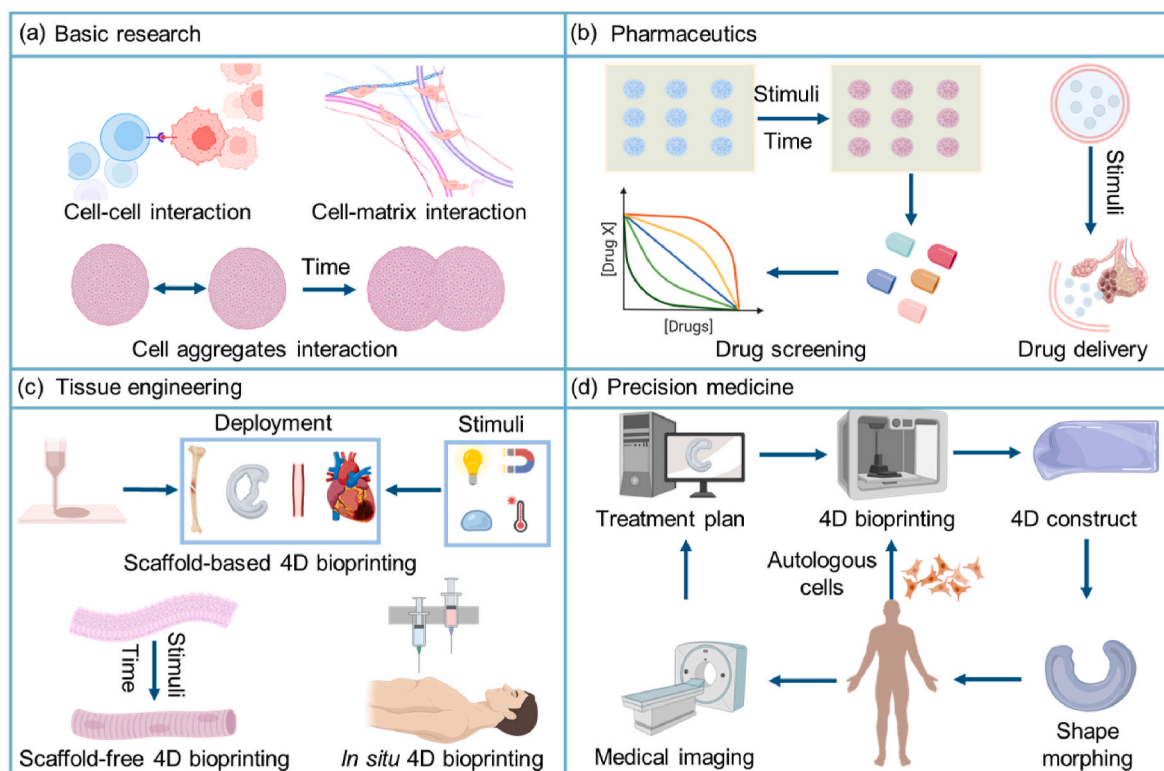 (a) Basic research
Cell-cell interaction
Cell-matrix interaction
Time
Cell aggregates interaction
(b) Pharmaceutics
Stimuli
Time
Stimuli
[Drug X]
[Drugs]
Drug screening
Drug delivery
(c) Tissue engineering
Deployment
Stimuli
Scaffold-based 4D bioprinting
Stimuli
Time
Scaffold-free 4D bioprinting
In situ 4D bioprinting
(d) Precision medicine
Treatment plan
4D bioprinting
4D construct
Autologous
cells
Medical imaging
Shape
morphing